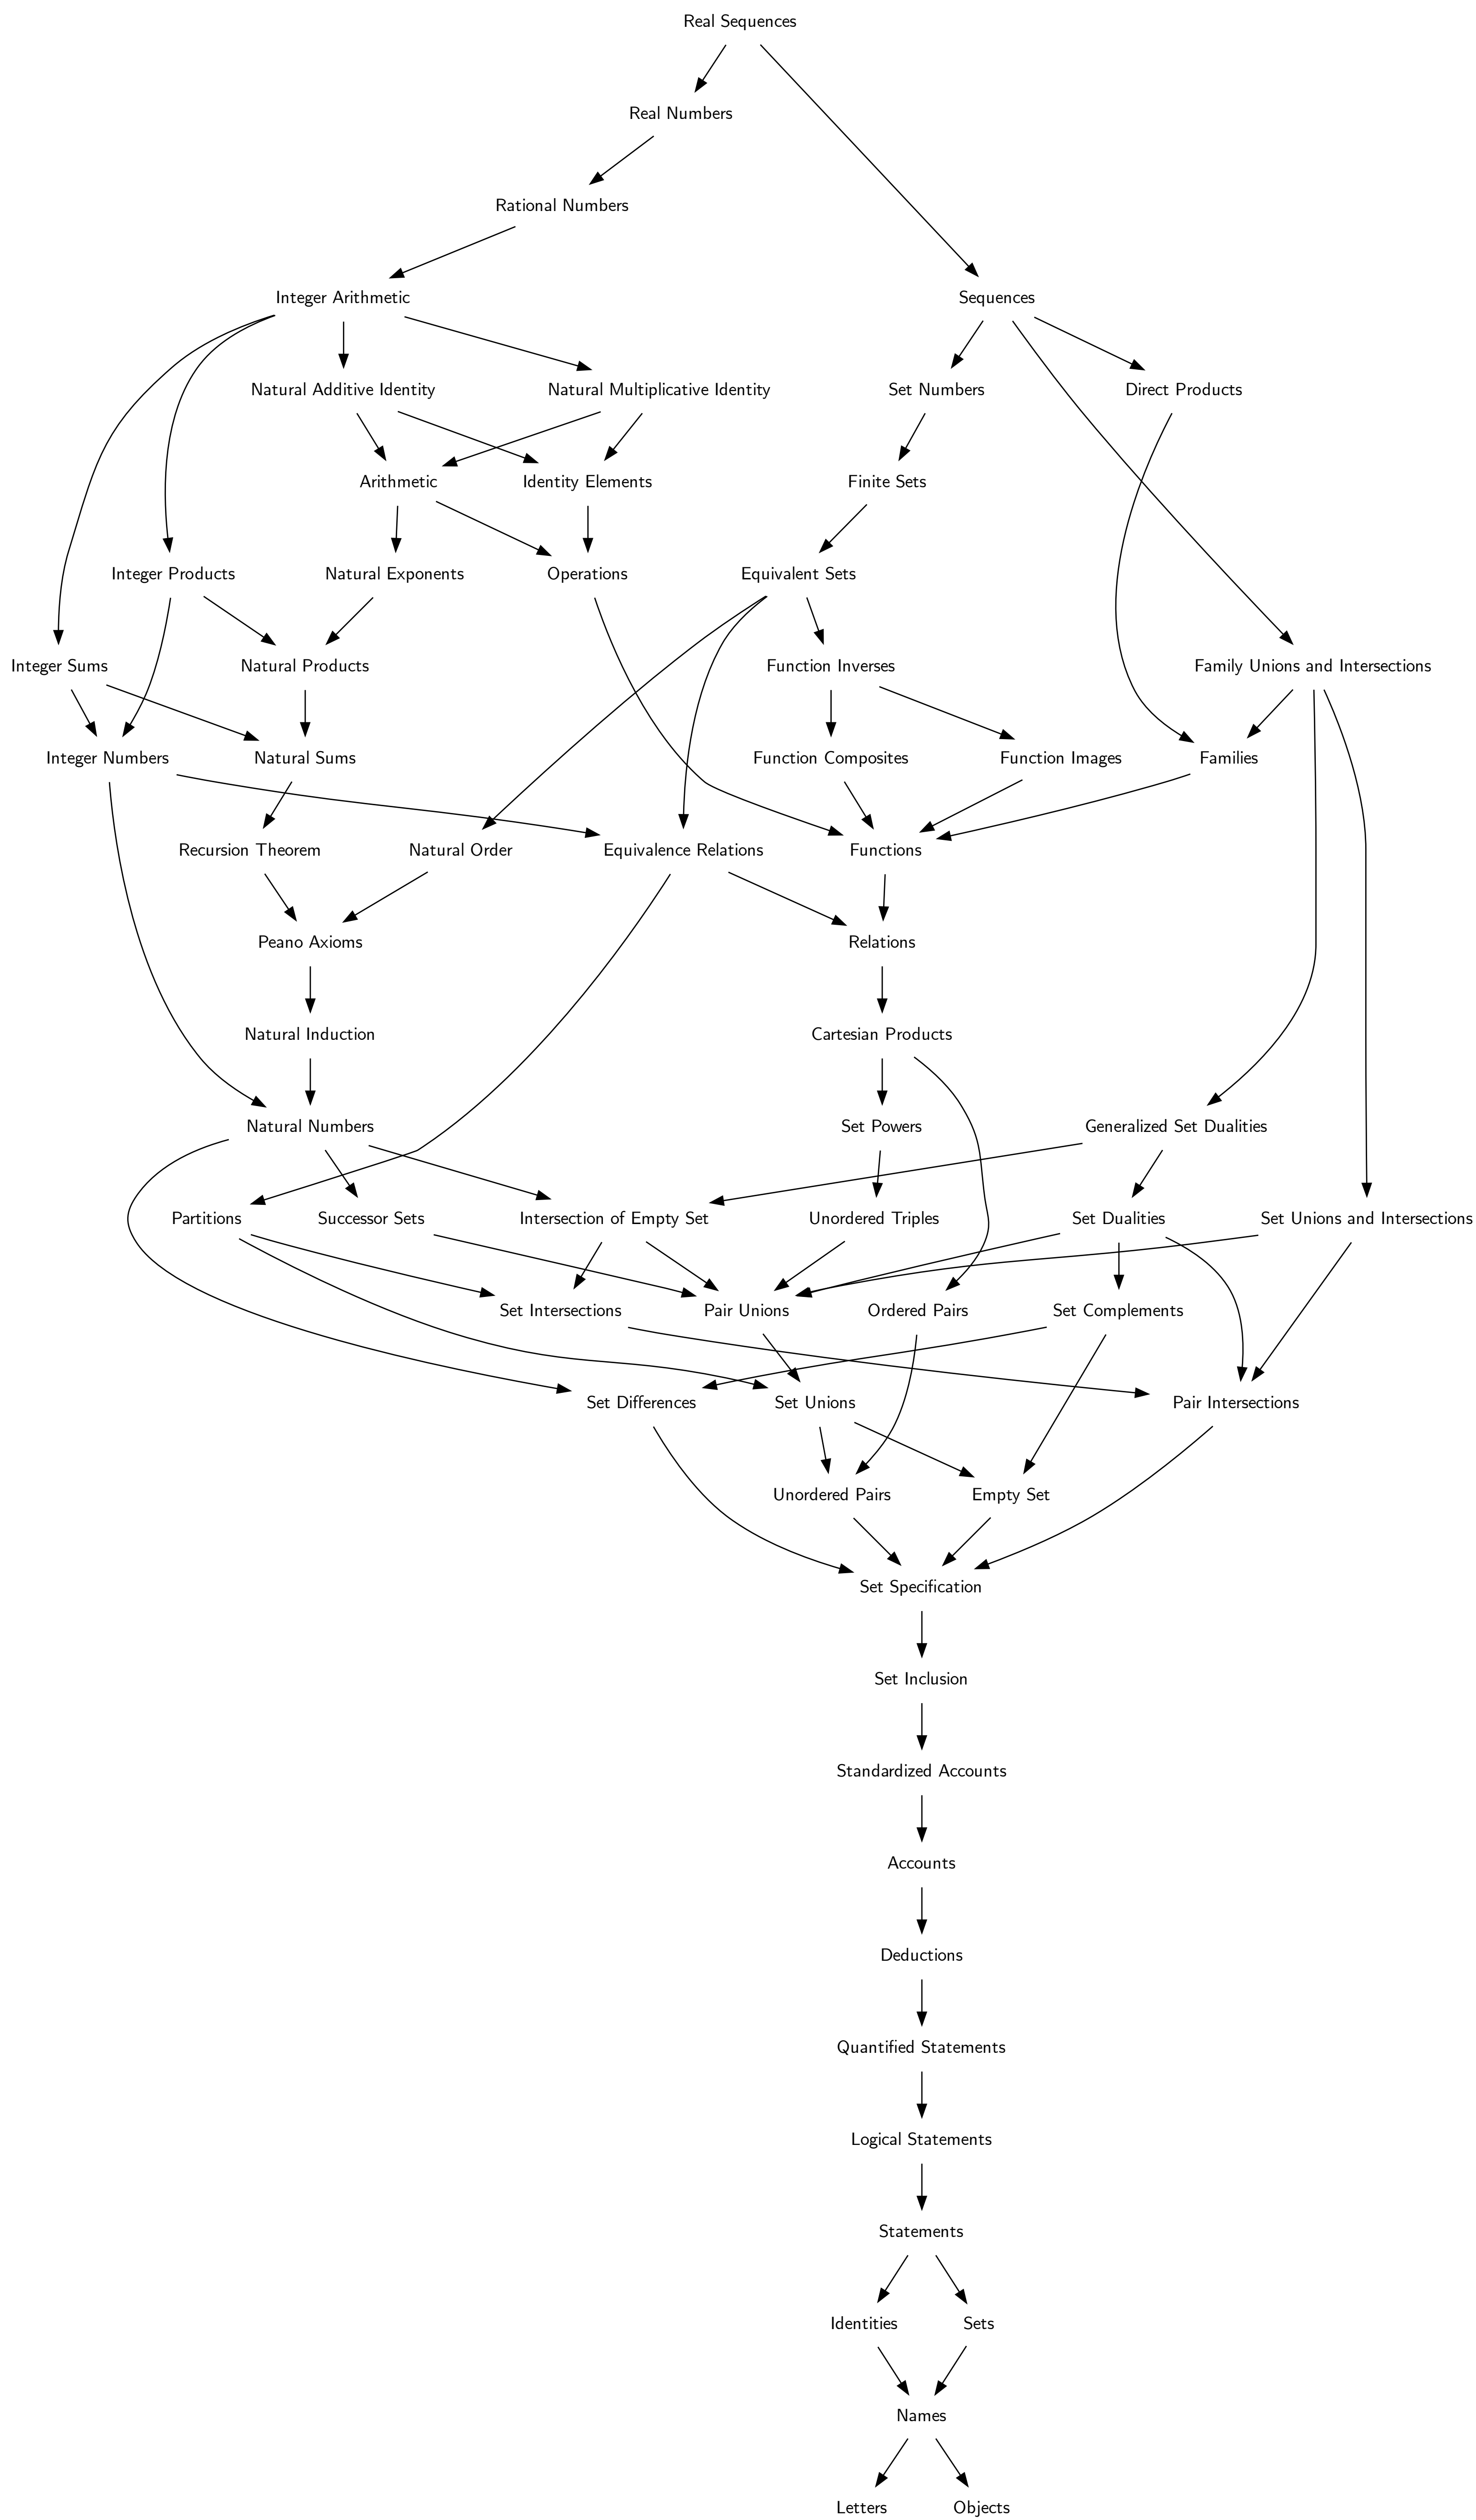 Real Sequences
Real Numbers
Rational Numbers
Integer Arithmetic
Sequences
Natural Additive Identity
Natural Multiplicative Identity
Set Numbers
Direct Products
Arithmetic
Identity Elements
Finite Sets
Integer Products
Natural Exponents
Operations
Equivalent Sets
Integer Sums
Natural Products
Function Inverses
Family Unions and Intersections
Integer Numbers
Natural Sums
Function Composites
Function Images
Families
Recursion Theorem
Natural Order
Equivalence Relations
Functions
Peano Axioms
Relations
Natural Induction
Cartesian Products
Natural Numbers
Set Powers
Generalized Set Dualities
Partitions
Successor Sets
Intersection of Empty Set
Unordered Triples
Set Dualities
Set Unions and Intersections
Set Intersections
Pair Unions
Ordered Pairs
Set Complements
Set Differences
Set Unions
Pair Intersections
Unordered Pairs
Empty Set
Set Specification
Set Inclusion
Standardized Accounts
Accounts
Deductions
Quantified Statements
Logical Statements
Statements
Identities
Sets
Names
Letters
Objects